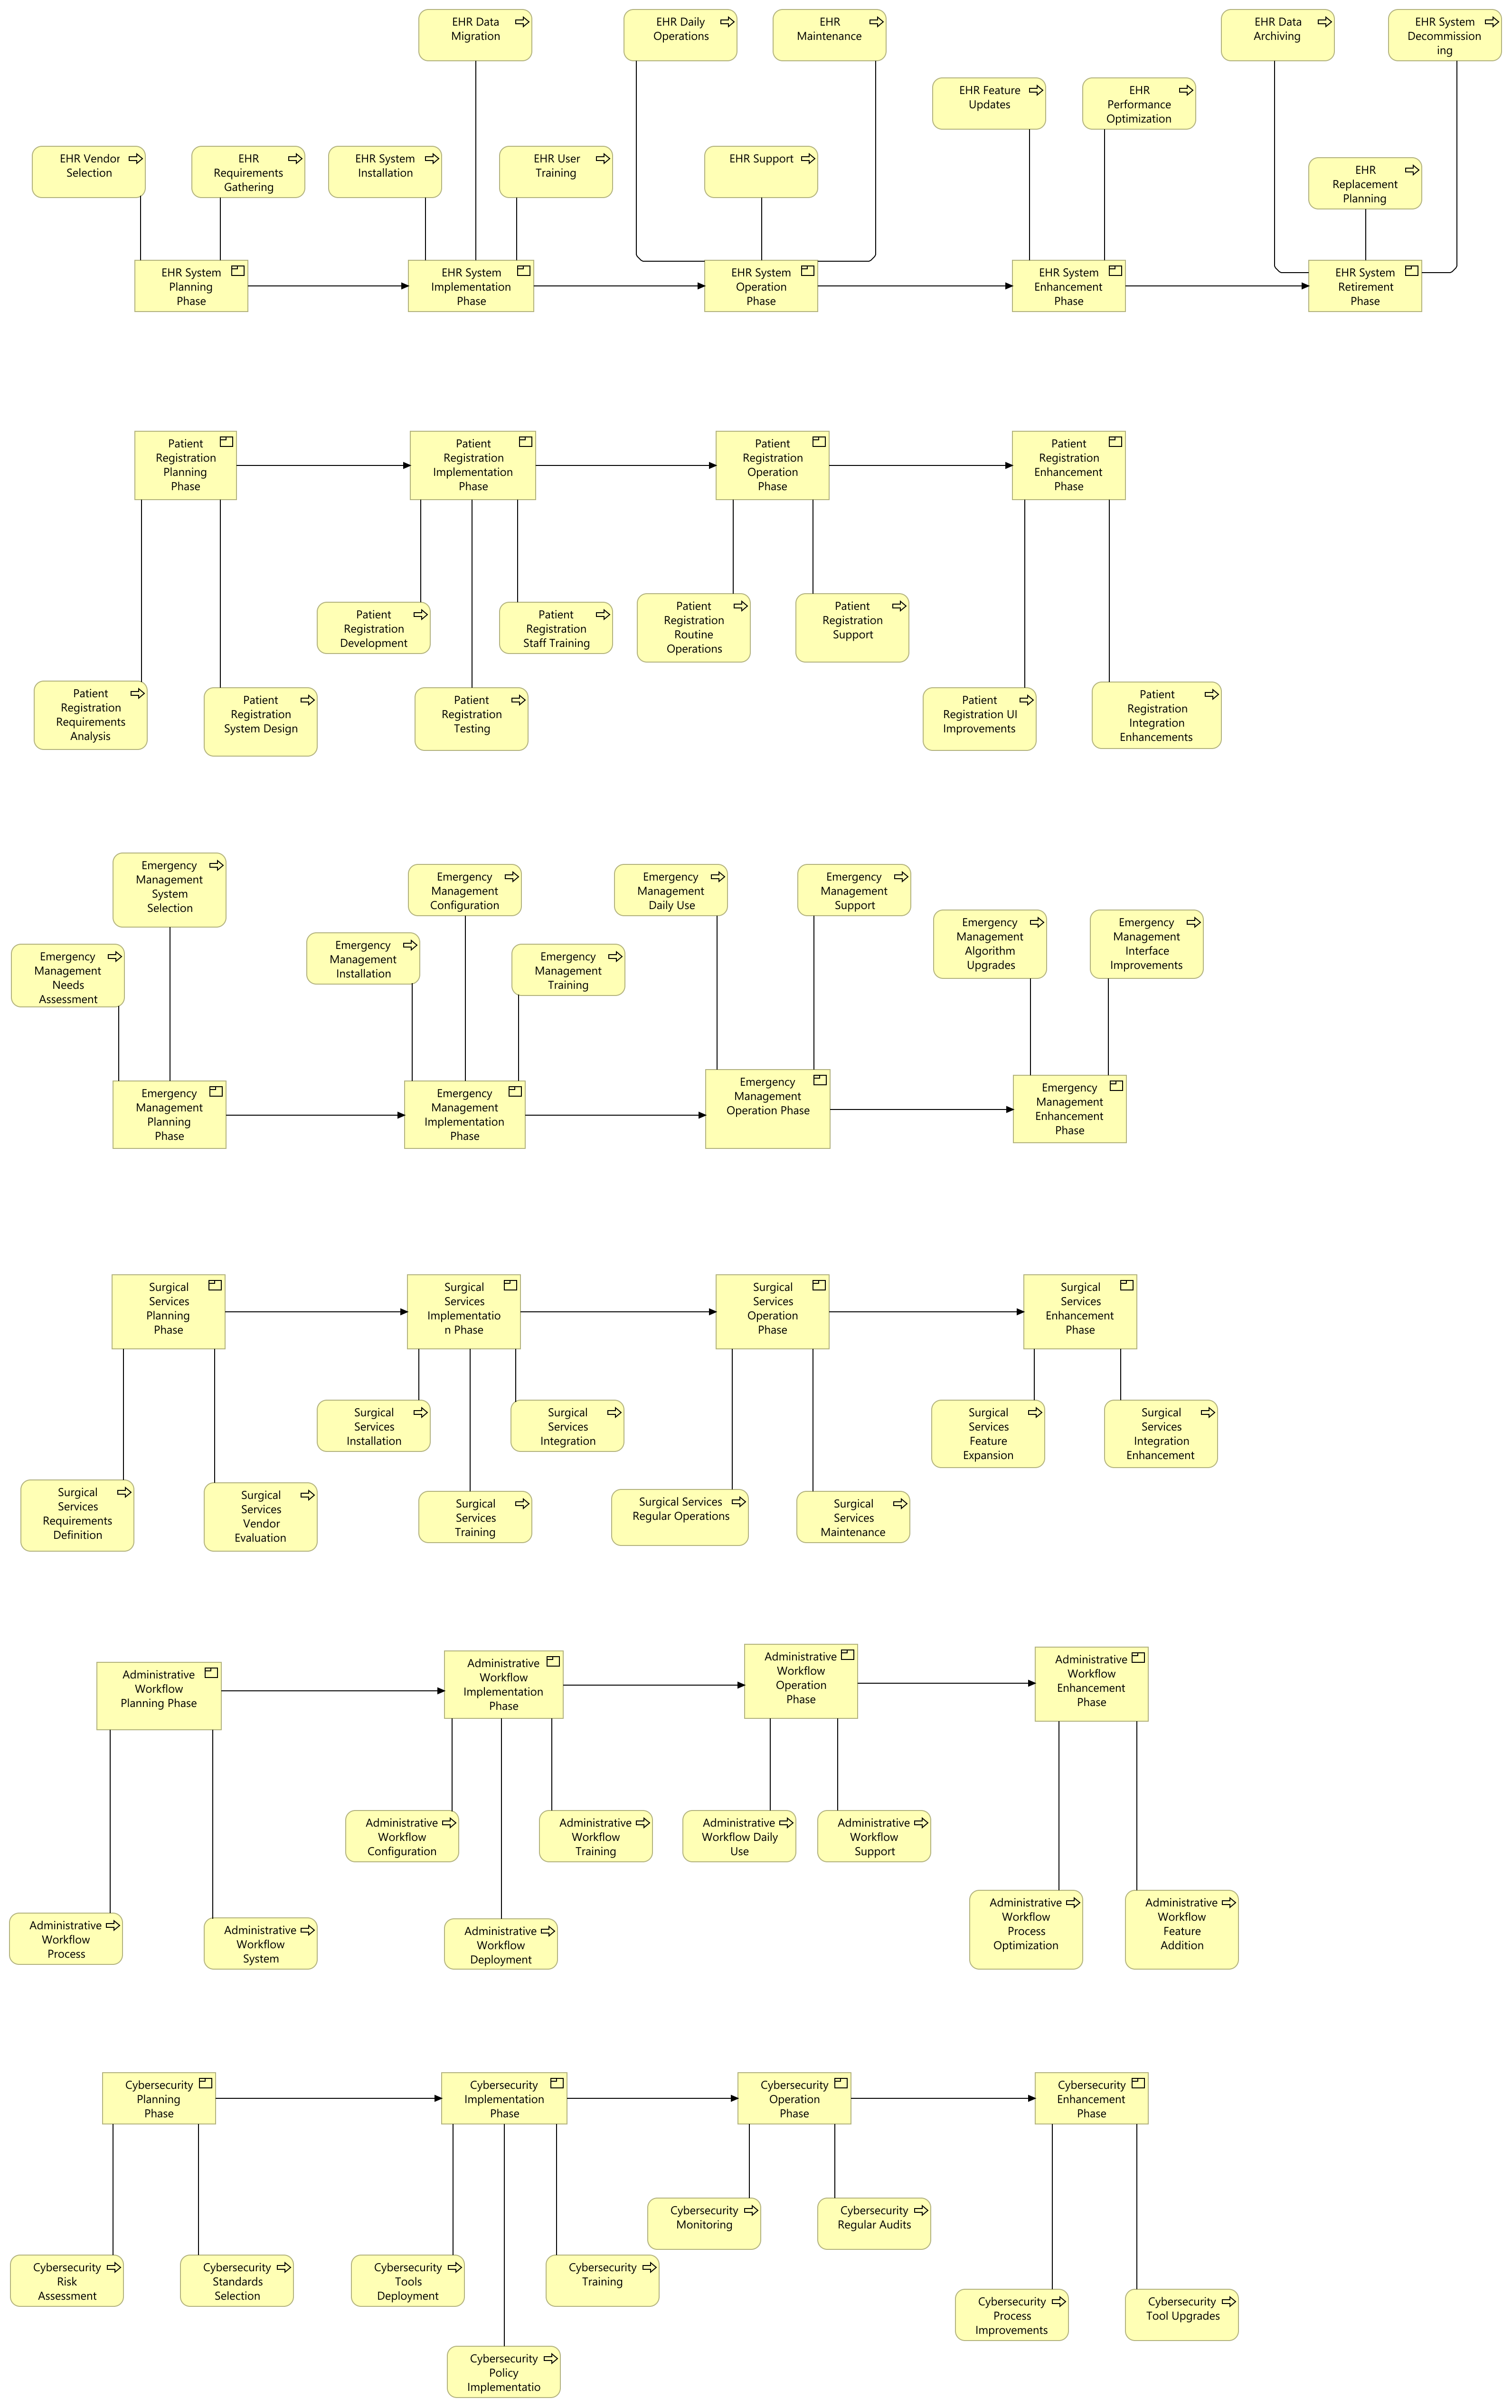 EHR Data
Migration
EHR Daily
Operations
EHR
Maintenance
EHR Data
Archiving
EHR System
Decommission
ing
EHR Feature
Updates
EHR
Performance
Optimization
EHR Vendor
Selection
EHR
Requirements
Gathering
EHR System
Installation
EHR User
Training
EHR Support
EHR
Replacement
Planning
EHR System
Planning
Phase
EHR System
Implementation
Phase
EHR System
Operation
Phase
EHR System
Enhancement
Phase
EHR System
Retirement
Phase
Patient
Registration
Planning
Phase
Patient
Registration
Implementation
Phase
Patient
Registration
Operation
Phase
Patient
Registration
Enhancement
Phase
Patient
Registration
Development
Patient
Registration
Staff Training
Patient
Registration
Routine
Operations
Patient
Registration
Support
Patient
Registration
Requirements
Analysis
Patient
Registration
System Design
Patient
Registration
Testing
Patient
Registration UI
Improvements
Patient
Registration
Integration
Enhancements
Emergency
Management
System
Selection
Emergency
Management
Configuration
Emergency
Management
Daily Use
Emergency
Management
Support
Emergency
Management
Needs
Assessment
Emergency
Management
Installation
Emergency
Management
Training
Emergency
Management
Algorithm
Upgrades
Emergency
Management
Interface
Improvements
Emergency
Management
Planning
Phase
Emergency
Management
Implementation
Phase
Emergency
Management
Operation Phase
Emergency
Management
Enhancement
Phase
Surgical
Services
Planning
Phase
Surgical
Services
Implementatio
n Phase
Surgical
Services
Operation
Phase
Surgical
Services
Enhancement
Phase
Surgical
Services
Installation
Surgical
Services
Integration
Surgical
Services
Feature
Expansion
Surgical
Services
Integration
Enhancement
Surgical
Services
Requirements
Definition
Surgical
Services
Vendor
Evaluation
Surgical
Services
Training
Surgical Services
Regular Operations
Surgical
Services
Maintenance
Administrative
Workflow
Planning Phase
Administrative
Workflow
Implementation
Phase
Administrative
Workflow
Operation
Phase
Administrative
Workflow
Enhancement
Phase
Administrative
Workflow
Configuration
Administrative
Workflow
Training
Administrative
Workflow Daily
Use
Administrative
Workflow
Support
Administrative
Workflow
Process
Administrative
Workflow
System
Administrative
Workflow
Deployment
Administrative
Workflow
Process
Optimization
Administrative
Workflow
Feature
Addition
Cybersecurity
Planning
Phase
Cybersecurity
Implementation
Phase
Cybersecurity
Operation
Phase
Cybersecurity
Enhancement
Phase
Cybersecurity
Monitoring
Cybersecurity
Regular Audits
Cybersecurity
Risk
Assessment
Cybersecurity
Standards
Selection
Cybersecurity
Tools
Deployment
Cybersecurity
Training
Cybersecurity
Process
Improvements
Cybersecurity
Tool Upgrades
Cybersecurity
Policy
Implementatio